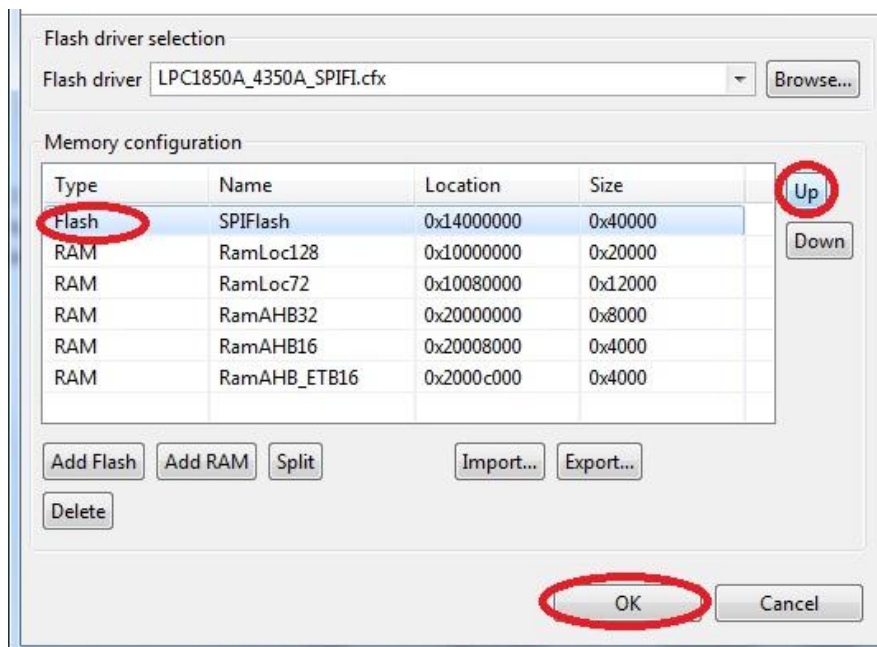 Flash driver selection
Flash driver LPC1850A_4350A_SPIFI.cfx Browse...
Memory configuration
Type Name Location Size
Flash SPIFlash 0x14000000 0x40000
RAM RamLoc128 0x10000000 0x20000
RAM RamLoc72 0x10080000 0x12000
RAM RamAHB32 0x20000000 0x8000
RAM RamAHB16 0x20008000 0x4000
RAM RamAHB_ETB16 0x2000c000 0x4000
Up
Down
Add Flash Add RAM Split Import... Export...
Delete
OK Cancel